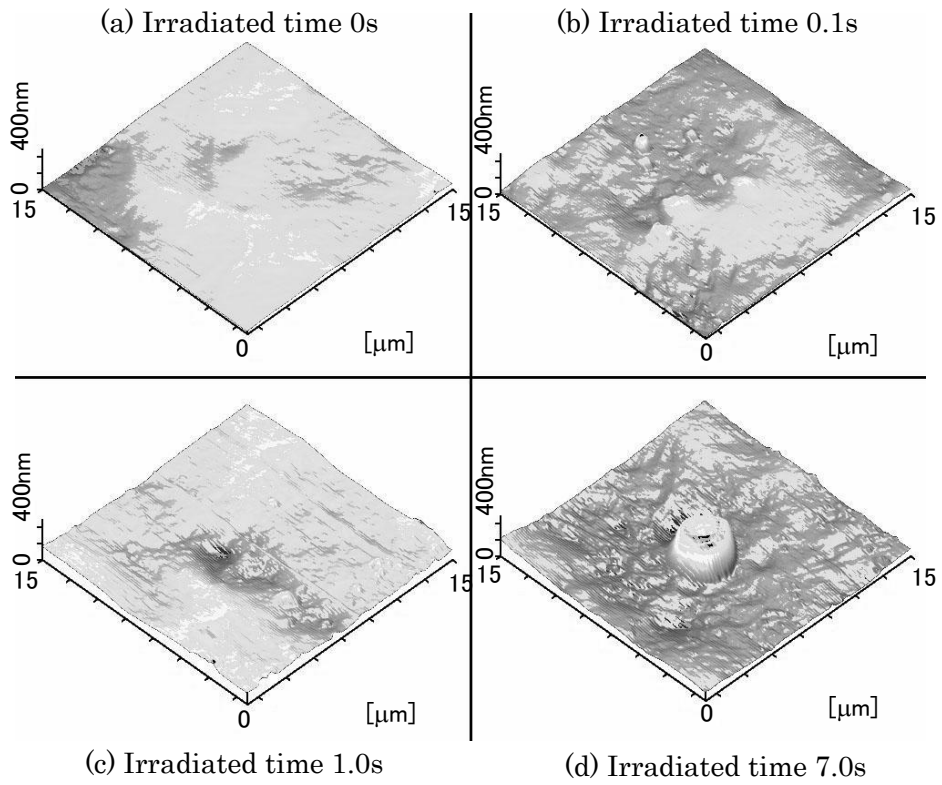 (a) Irradiated time 0s
400nm
0
15
15
0
[μm]
(b) Irradiated time 0.1s
400nm
0
15
15
0
[μm]
400nm
0
15
15
0
[μm]
(c) Irradiated time 1.0s
400nm
0
15
15
0
[μm]
(d) Irradiated time 7.0s